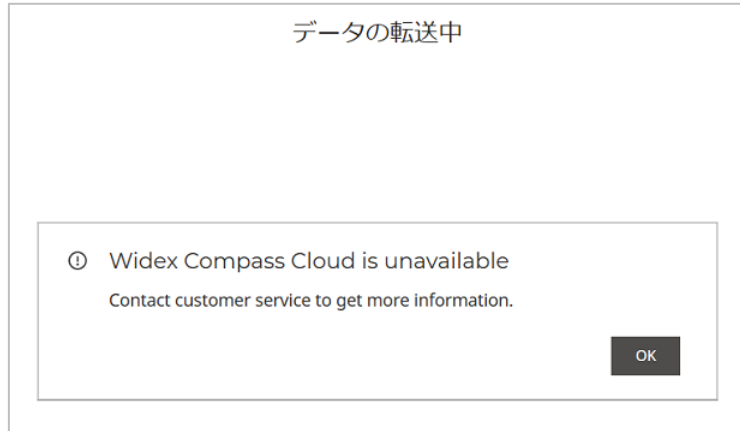 データの転送中
Widex Compass Cloud is unavailable
Contact customer service to get more information.
OK